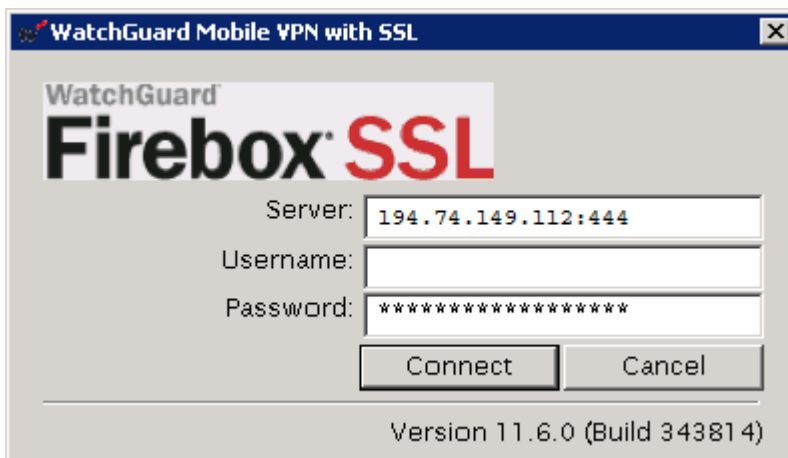 WatchGuard Mobile VPN with SSL
WatchGuard
Firebox SSL
Server: 194.74.149.112:444
Username:
Password: ******************
Connect Cancel
Version 11.6.0 (Build 343814)